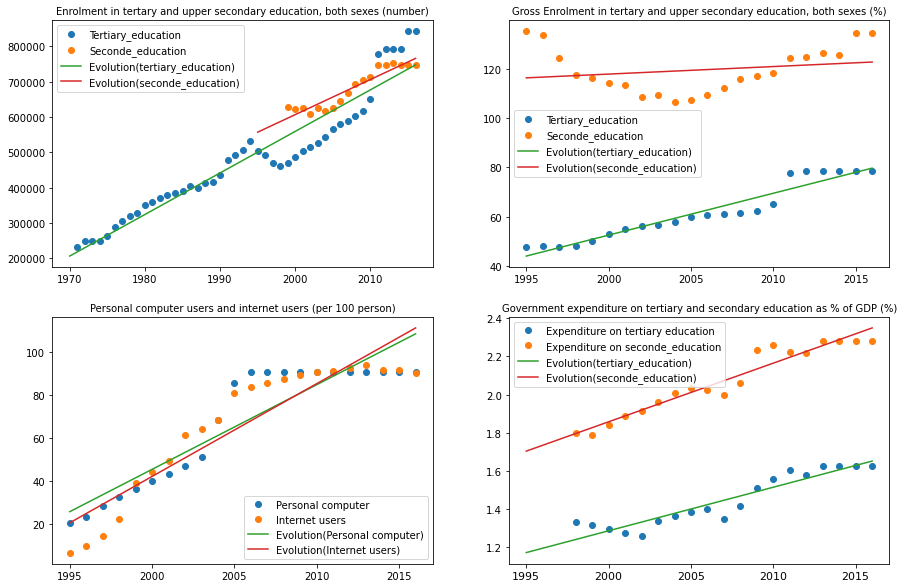 Enrolment in tertary and upper secondary education, both sexes (number)
Tertiary_education
Seconde_education
Evolution(tertiary_education)
Evolution(seconde_education)
800000
700000
600000
500000
400000
300000
200000
1970
1980
1990
2000
2010
Gross Enrolment in tertary and upper secondary education, both sexes (%)
120
100
80
60
40
Tertiary_education
Seconde_education
Evolution(tertiary_education)
Evolution(seconde_education)
1995
2000
2005
2010
2015
Personal computer users and internet users (per 100 person)
100
80
60
40
20
Personal computer
Internet users
Evolution(Personal computer)
Evolution(Internet users)
1995
2000
2005
2010
2015
Government expenditure on tertiary and secondary education as % of GDP (%)
Expenditure on tertiary education
Expenditure on seconde_education
Evolution(tertiary_education)
Evolution(seconde_education)
2.4
2.2
2.0
1.8
1.6
1.4
1.2
1995
2000
2005
2010
2015